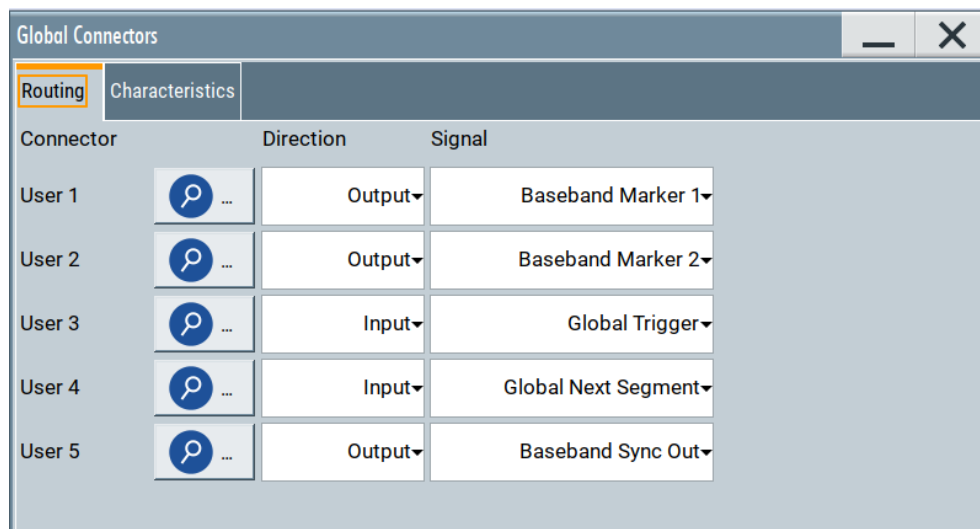 Global Connectors
Routing Characteristics
Connector Direction Signal
User 1 ... Output Baseband Marker 1
User 2 ... Output Baseband Marker 2
User 3 ... Input Global Trigger
User 4 ... Input Global Next Segment
User 5 ... Output Baseband Sync Out